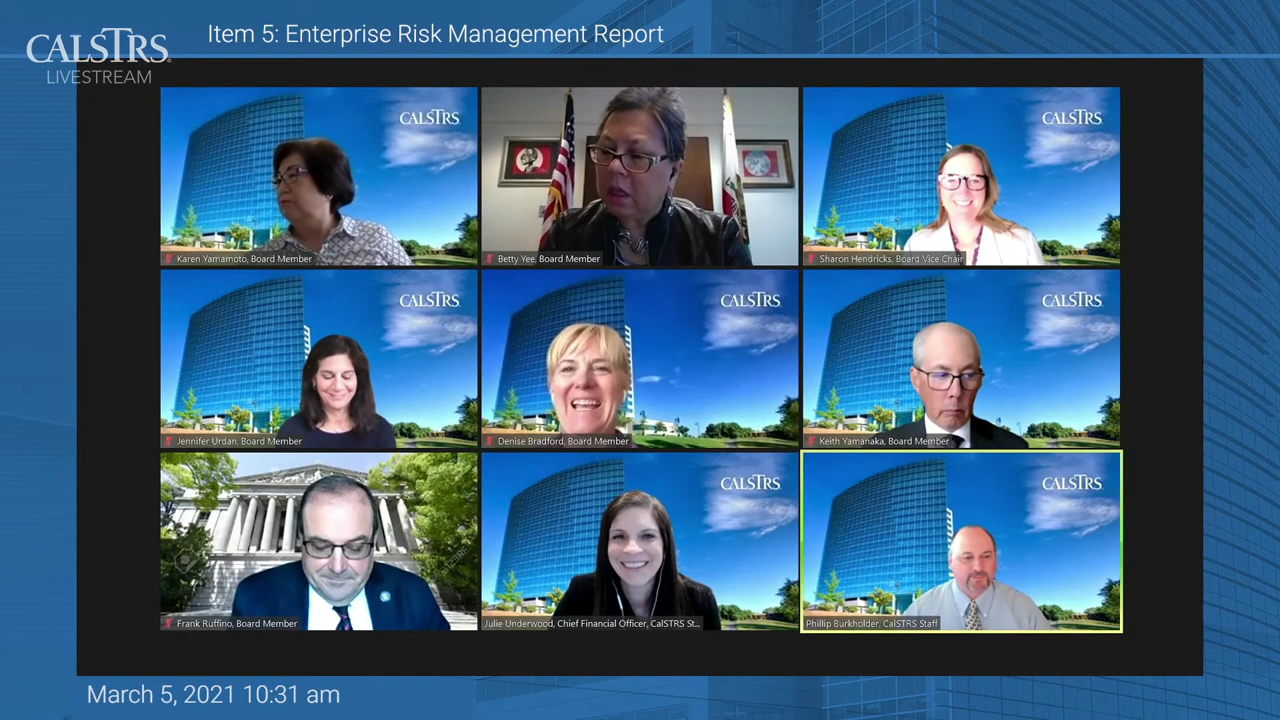 Item 5: Enterprise Risk Management Report
CALSTRS
LIVESTREAM
CALSTRS
CALSTRS
Karen Yamamoto, Board Member
Betty Yee, Board Member
Sharon Hendricks, Board Vice Chair
CALSTRS
CALSTRS
CALSTRS
Jennifer Urdan, Board Member
Denise Bradford, Board Member
Keith Yamanaka, Board Member
CALSTRS
CALSTRS
Frank Ruffino, Board Member
Julie Underwood, Chief Financial Officer, CalSTRS St...
Phillip Burkholder, CalSTRS Staff
March 5, 2021 10:31 am